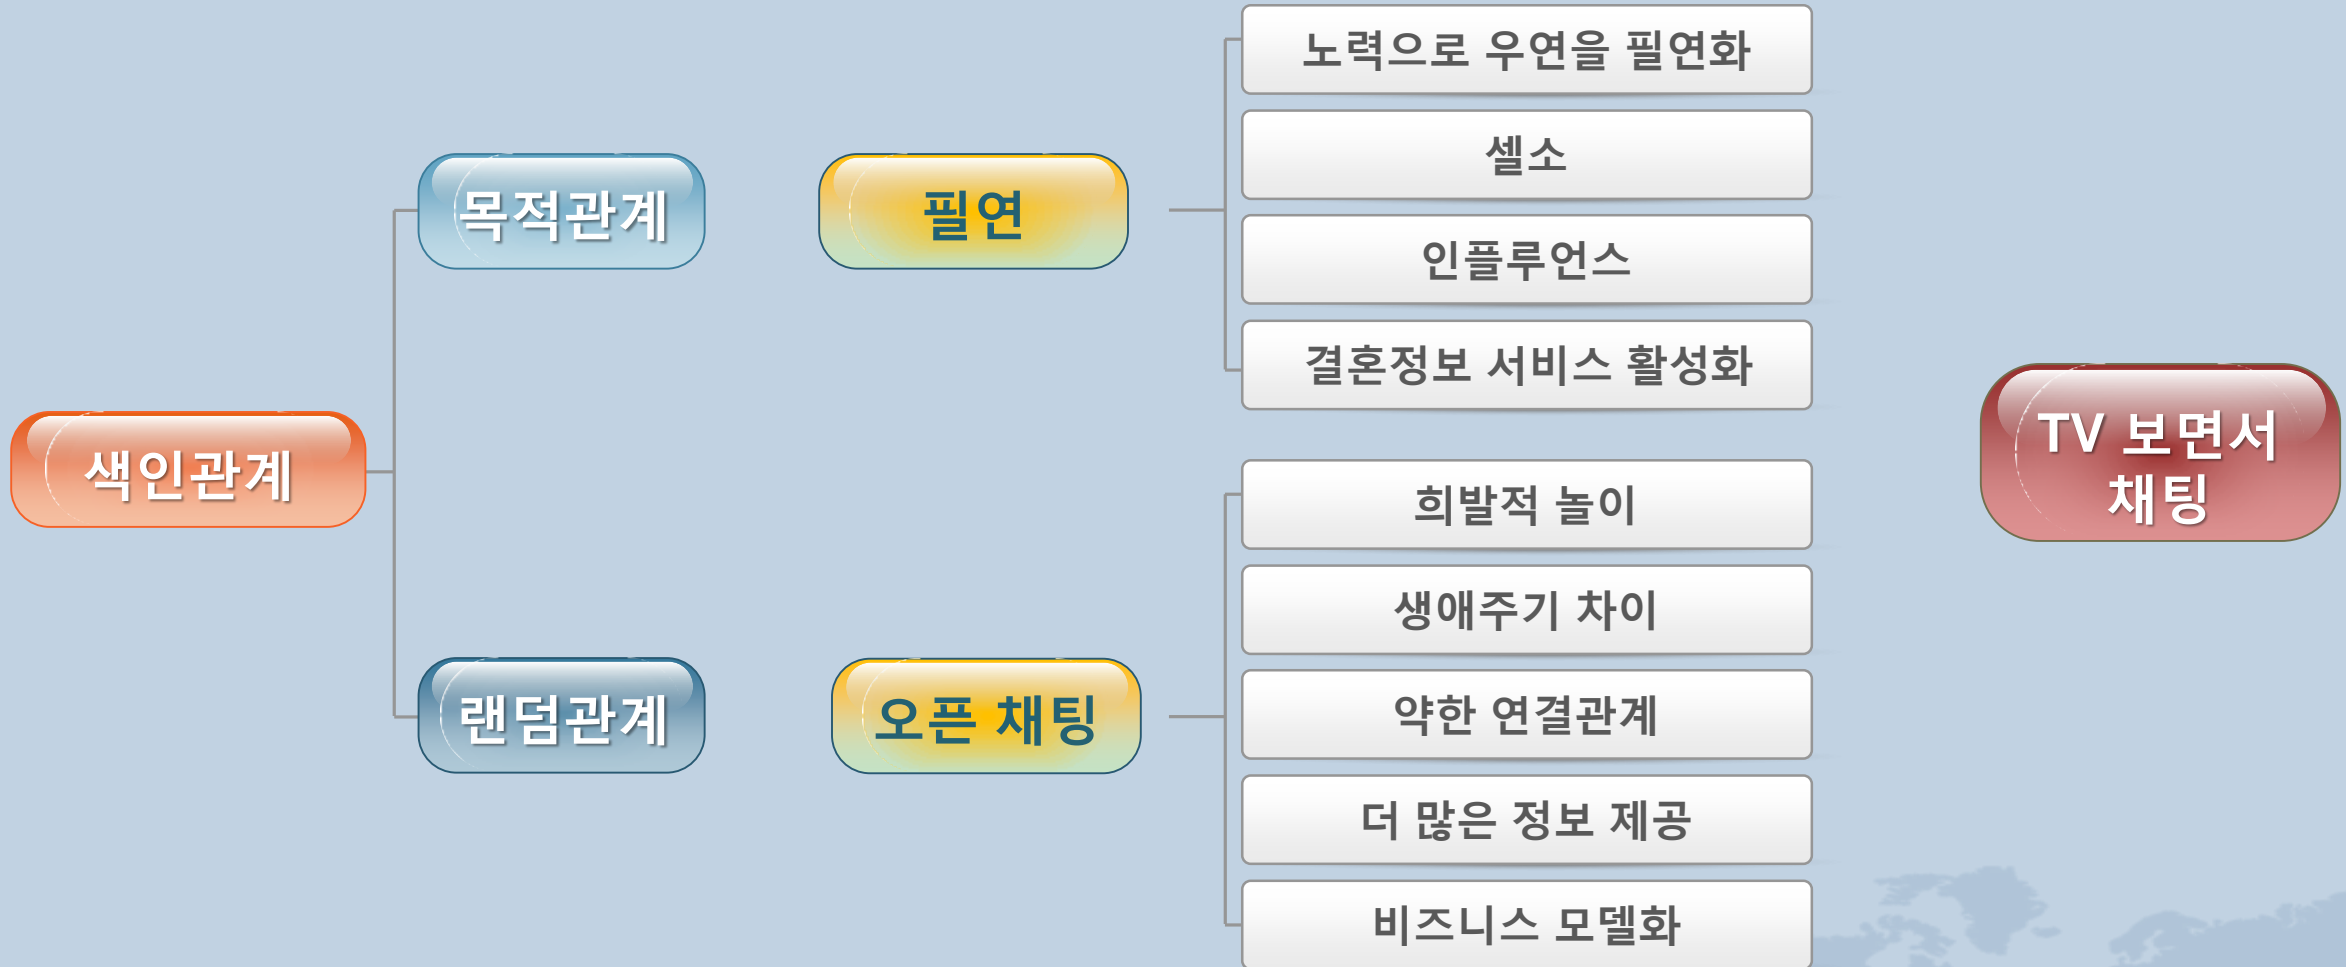 색인관계
목적관계
필연
노력으로 우연을 필연화
셀소
인플루언스
결혼정보 서비스 활성화
랜덤관계
오픈 채팅
희발적 놀이
생애주기 차이
약한 연결관계
더 많은 정보 제공
비즈니스 모델화
TV 보면서
채팅